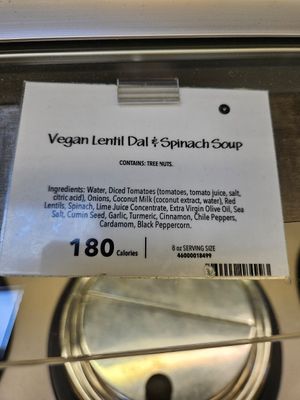 Vegan Lentil Dal & Spinach Soup
CONTAINS: TREE NUTS.
Ingredients: Water, Diced Tomatoes (tomatoes, tomato juice, salt,
citric acid), Onions, Coconut Milk (coconut extract, water), Red
Lentils, Spinach, Lime Juice Concentrate, Extra Virgin Olive Oil, Sea
Salt, Cumin Seed, Garlic, Turmeric, Cinnamon, Chile Peppers,
Cardamom, Black Peppercorn.
180 Calories
8 oz SERVING SIZE
46000018499